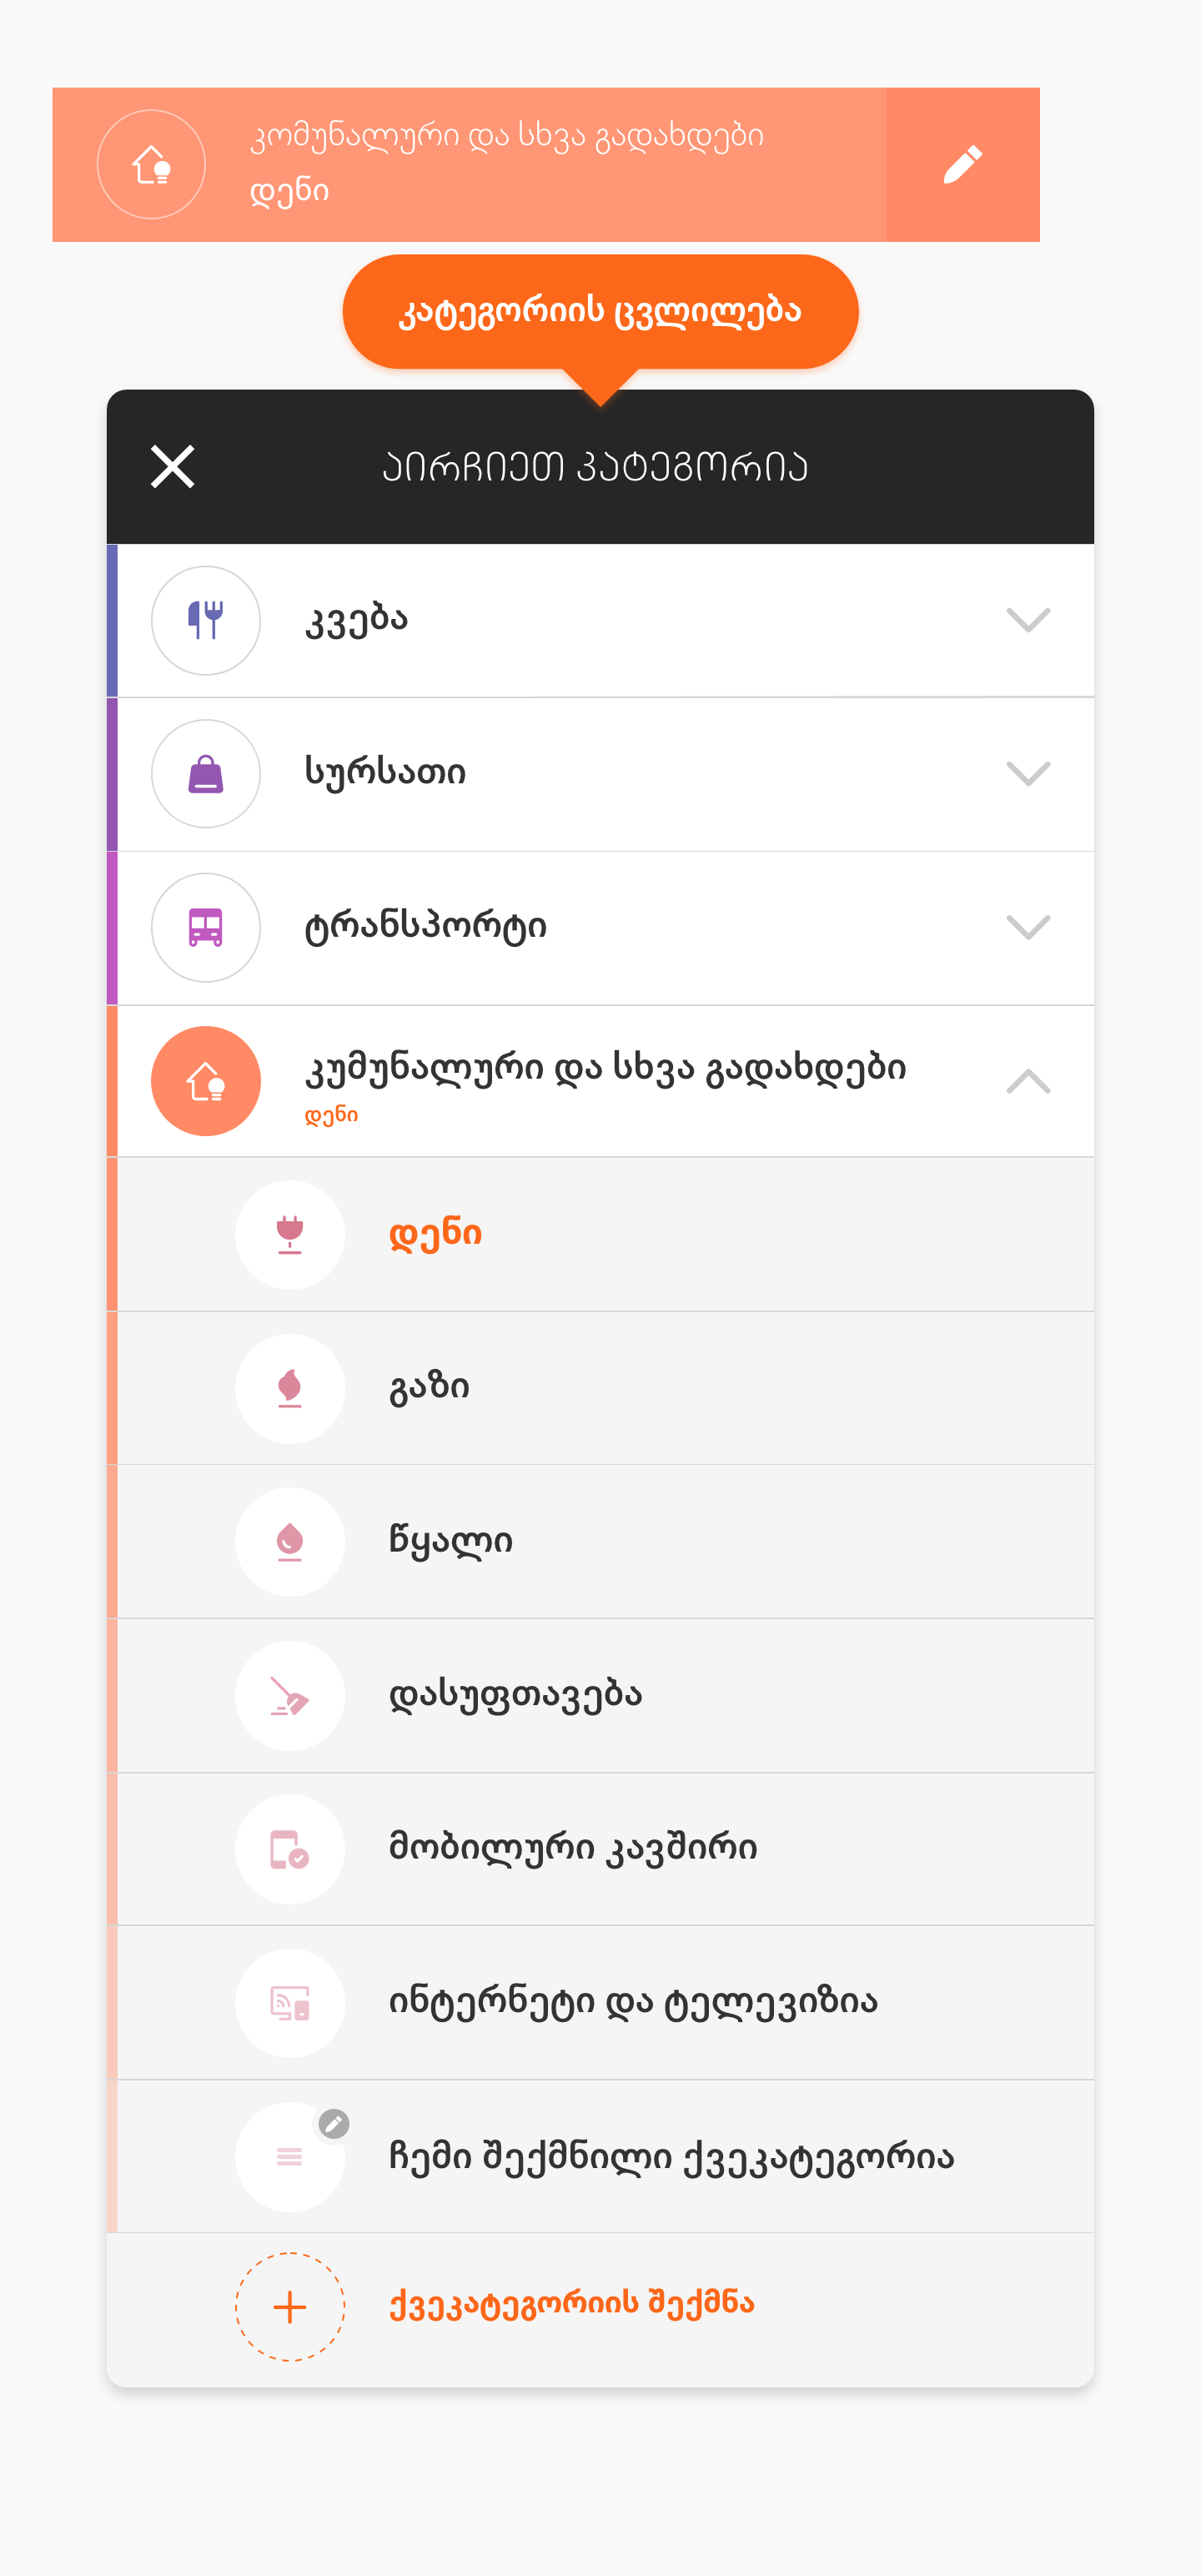 კომუნალური და სხვა გადახდები
დენი
კატეგორიის ცვლილება
აირჩიეთ კატეგორია
კვება
სურსათი
ტრანსპორტი
კუმუნალური და სხვა გადახდები
დენი
დენი
გაზი
წყალი
დასუფთავება
მობილური კავშირი
ინტერნეტი და ტელევიზია
ჩემი შექმნილი ქვეკატეგორია
ქვეკატეგორიის შექმნა